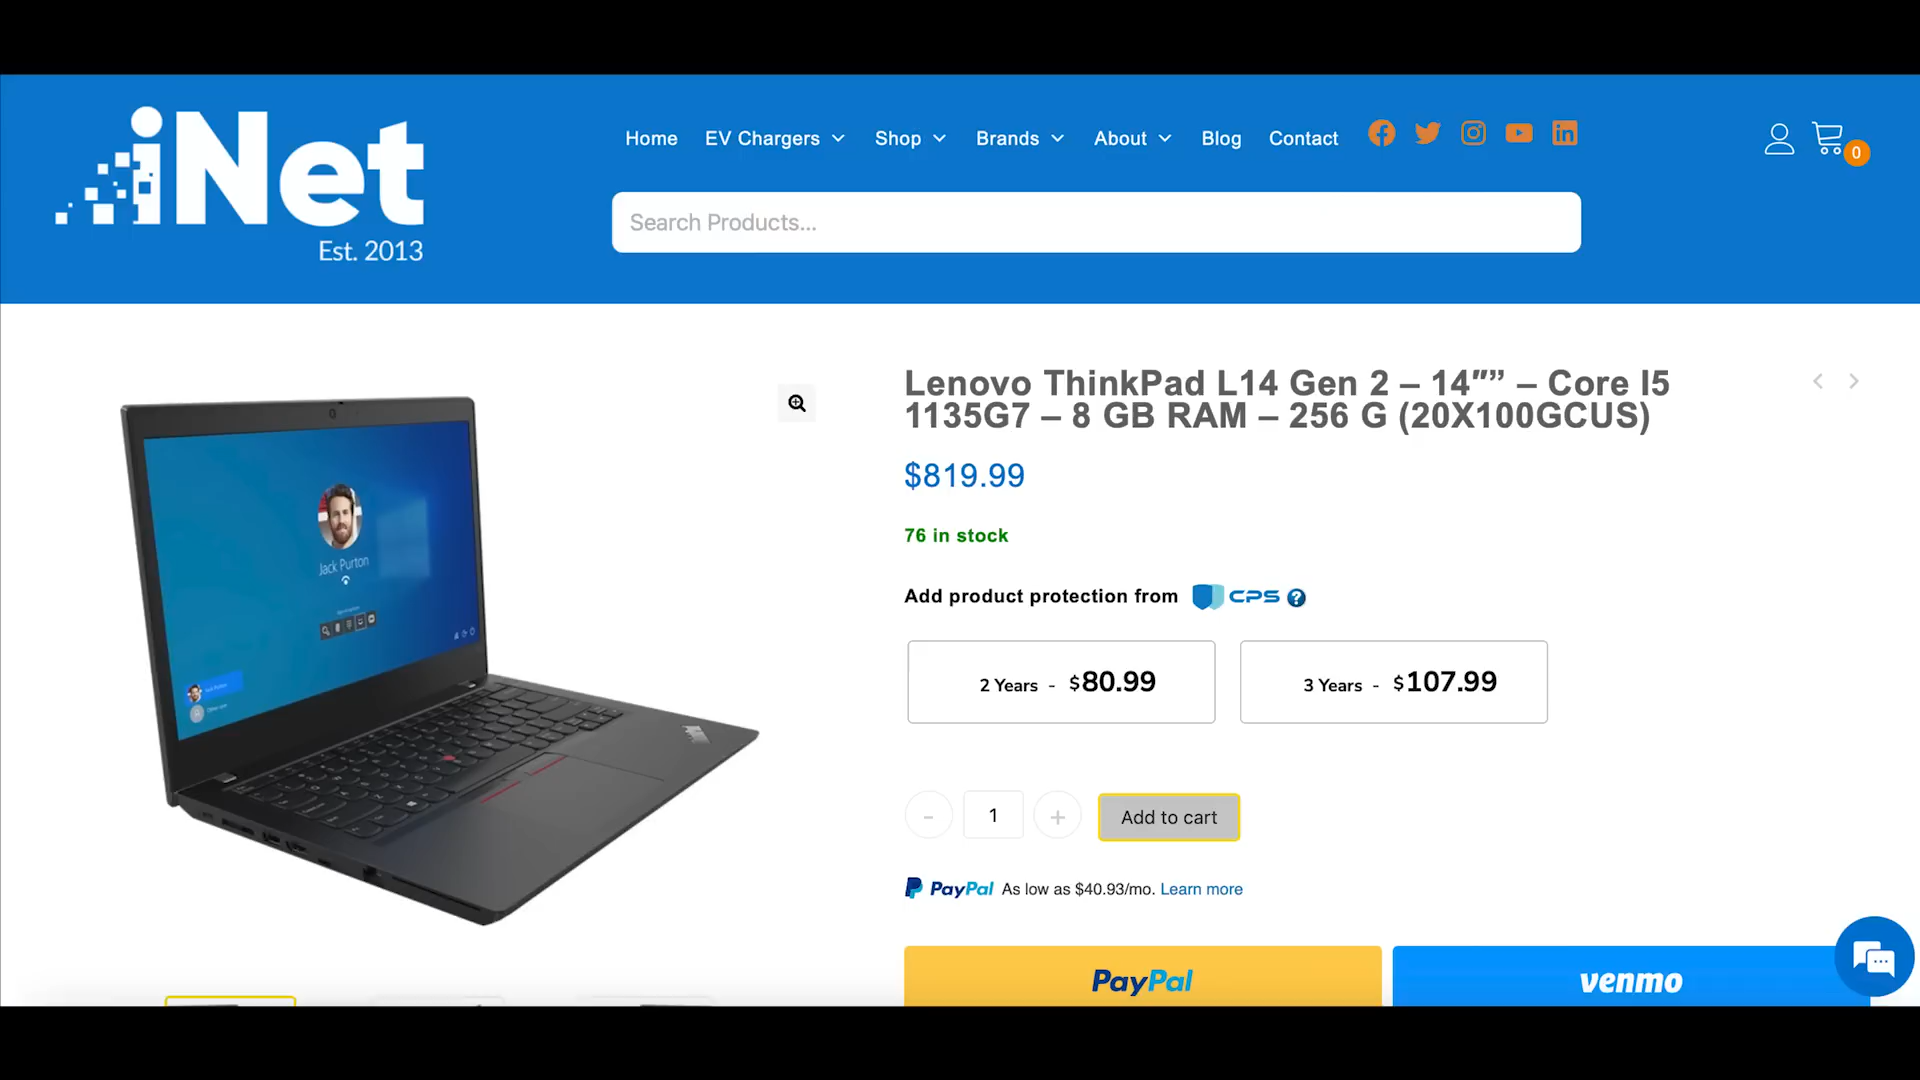 iNet
Est. 2013
Home
EV Chargers
Shop
Brands
About
Blog
Contact
0
Search Products...
Lenovo ThinkPad L14 Gen 2 – 14″” – Core I5
1135G7 – 8 GB RAM – 256 G (20X100GCUS)
$819.99
76 in stock
Add product protection from CPS ?
2 Years - $80.99
3 Years - $107.99
- 1 + Add to cart
PayPal As low as $40.93/mo. Learn more
PayPal
venmo
Jack Purton